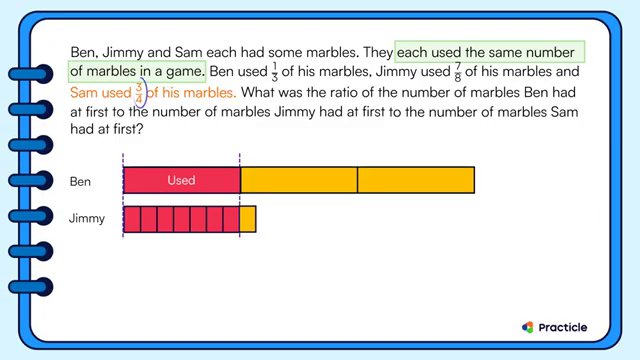 Ben, Jimmy and Sam each had some marbles. They each used the same number
of marbles in a game. Ben used 1/3 of his marbles, Jimmy used 7/8 of his marbles and
Sam used 3/4 of his marbles. What was the ratio of the number of marbles Ben had
at first to the number of marbles Jimmy had at first to the number of marbles Sam
had at first?
Ben
Used
Jimmy
Practicle